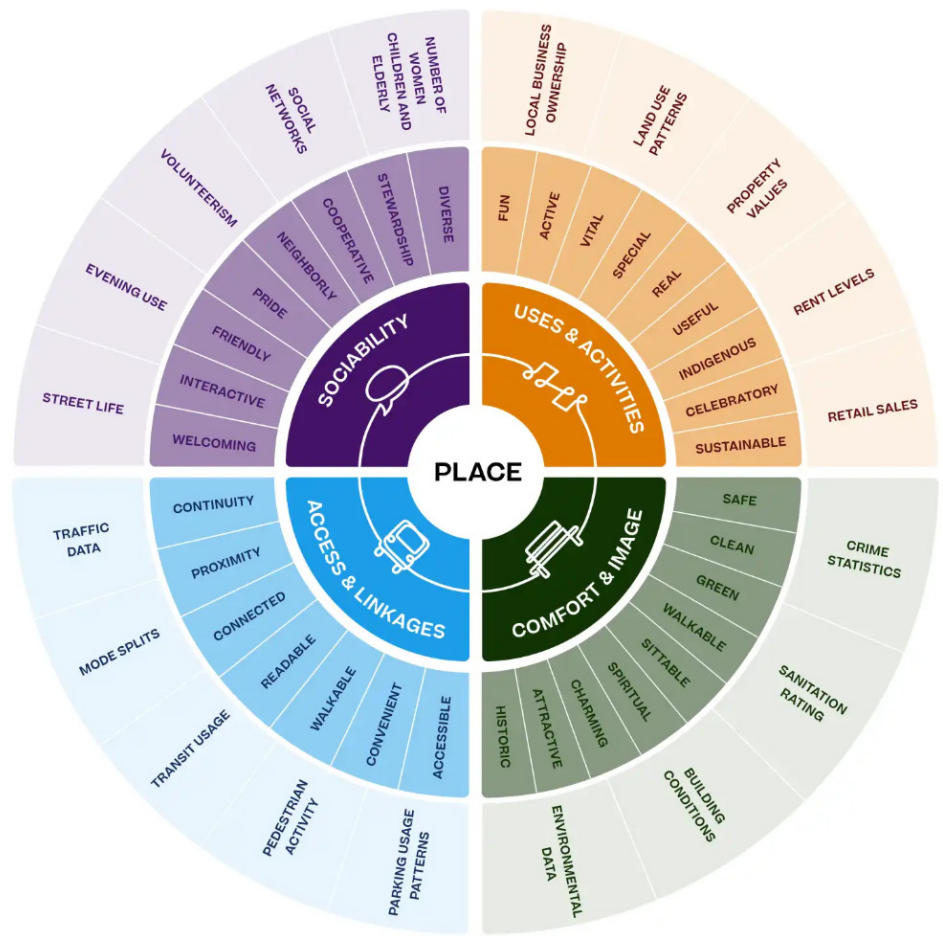 PLACE
SOCIABILITY
DIVERSE
STEWARDSHIP
COOPERATIVE
NEIGHBORLY
PRIDE
FRIENDLY
INTERACTIVE
WELCOMING
NUMBER OF
WOMEN
CHILDREN AND
ELDERLY
SOCIAL
NETWORKS
VOLUNTEERISM
EVENING USE
STREET LIFE
USES & ACTIVITIES
FUN
ACTIVE
VITAL
SPECIAL
REAL
USEFUL
INDIGENOUS
CELEBRATORY
SUSTAINABLE
LOCAL BUSINESS
OWNERSHIP
LAND USE
PATTERNS
PROPERTY
VALUES
RENT LEVELS
RETAIL SALES
COMFORT & IMAGE
SAFE
CLEAN
GREEN
WALKABLE
SITTABLE
SPIRITUAL
CHARMING
ATTRACTIVE
HISTORIC
CRIME
STATISTICS
SANITATION
RATING
BUILDING
CONDITIONS
ENVIRONMENTAL
DATA
ACCESS & LINKAGES
CONTINUITY
PROXIMITY
CONNECTED
READABLE
WALKABLE
CONVENIENT
ACCESSIBLE
TRAFFIC
DATA
MODE SPLITS
TRANSIT USAGE
PEDESTRIAN
ACTIVITY
PARKING USAGE
PATTERNS